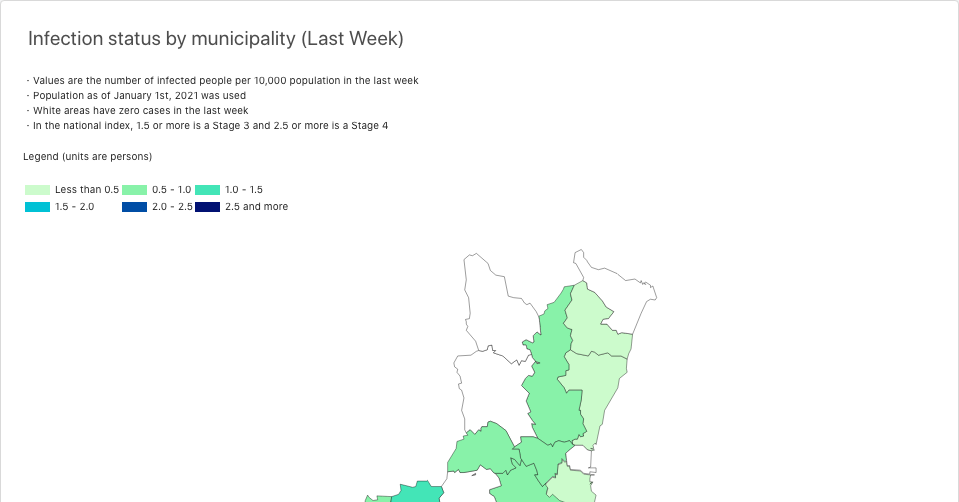 Infection status by municipality (Last Week)
· Values are the number of infected people per 10,000 population in the last week
· Population as of January 1st, 2021 was used
· White areas have zero cases in the last week
· In the national index, 1.5 or more is a Stage 3 and 2.5 or more is a Stage 4
Legend (units are persons)
Less than 0.5 0.5 - 1.0 1.0 - 1.5
1.5 - 2.0 2.0 - 2.5 2.5 and more